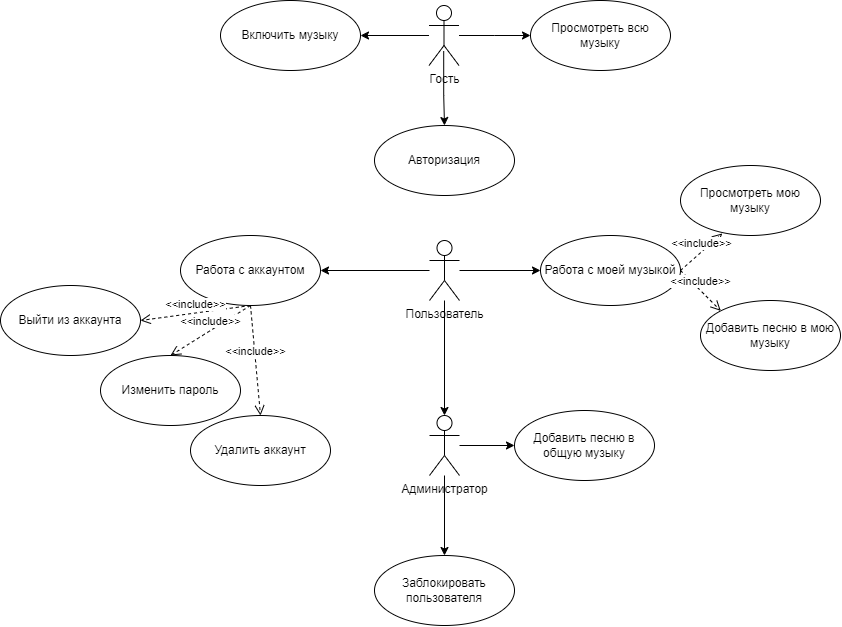 Включить музыку
Просмотреть всю
музыку
Гость
Авторизация
Просмотреть мою
музыку
<<include>>
Работа с аккаунтом
Работа с моей музыкой
<<include>>
Пользователь
<<include>>
Выйти из аккаунта
<<include>>
Добавить песню в мою
музыку
<<include>>
Изменить пароль
Удалить аккаунт
Добавить песню в
общую музыку
Администратор
Заблокировать
пользователя